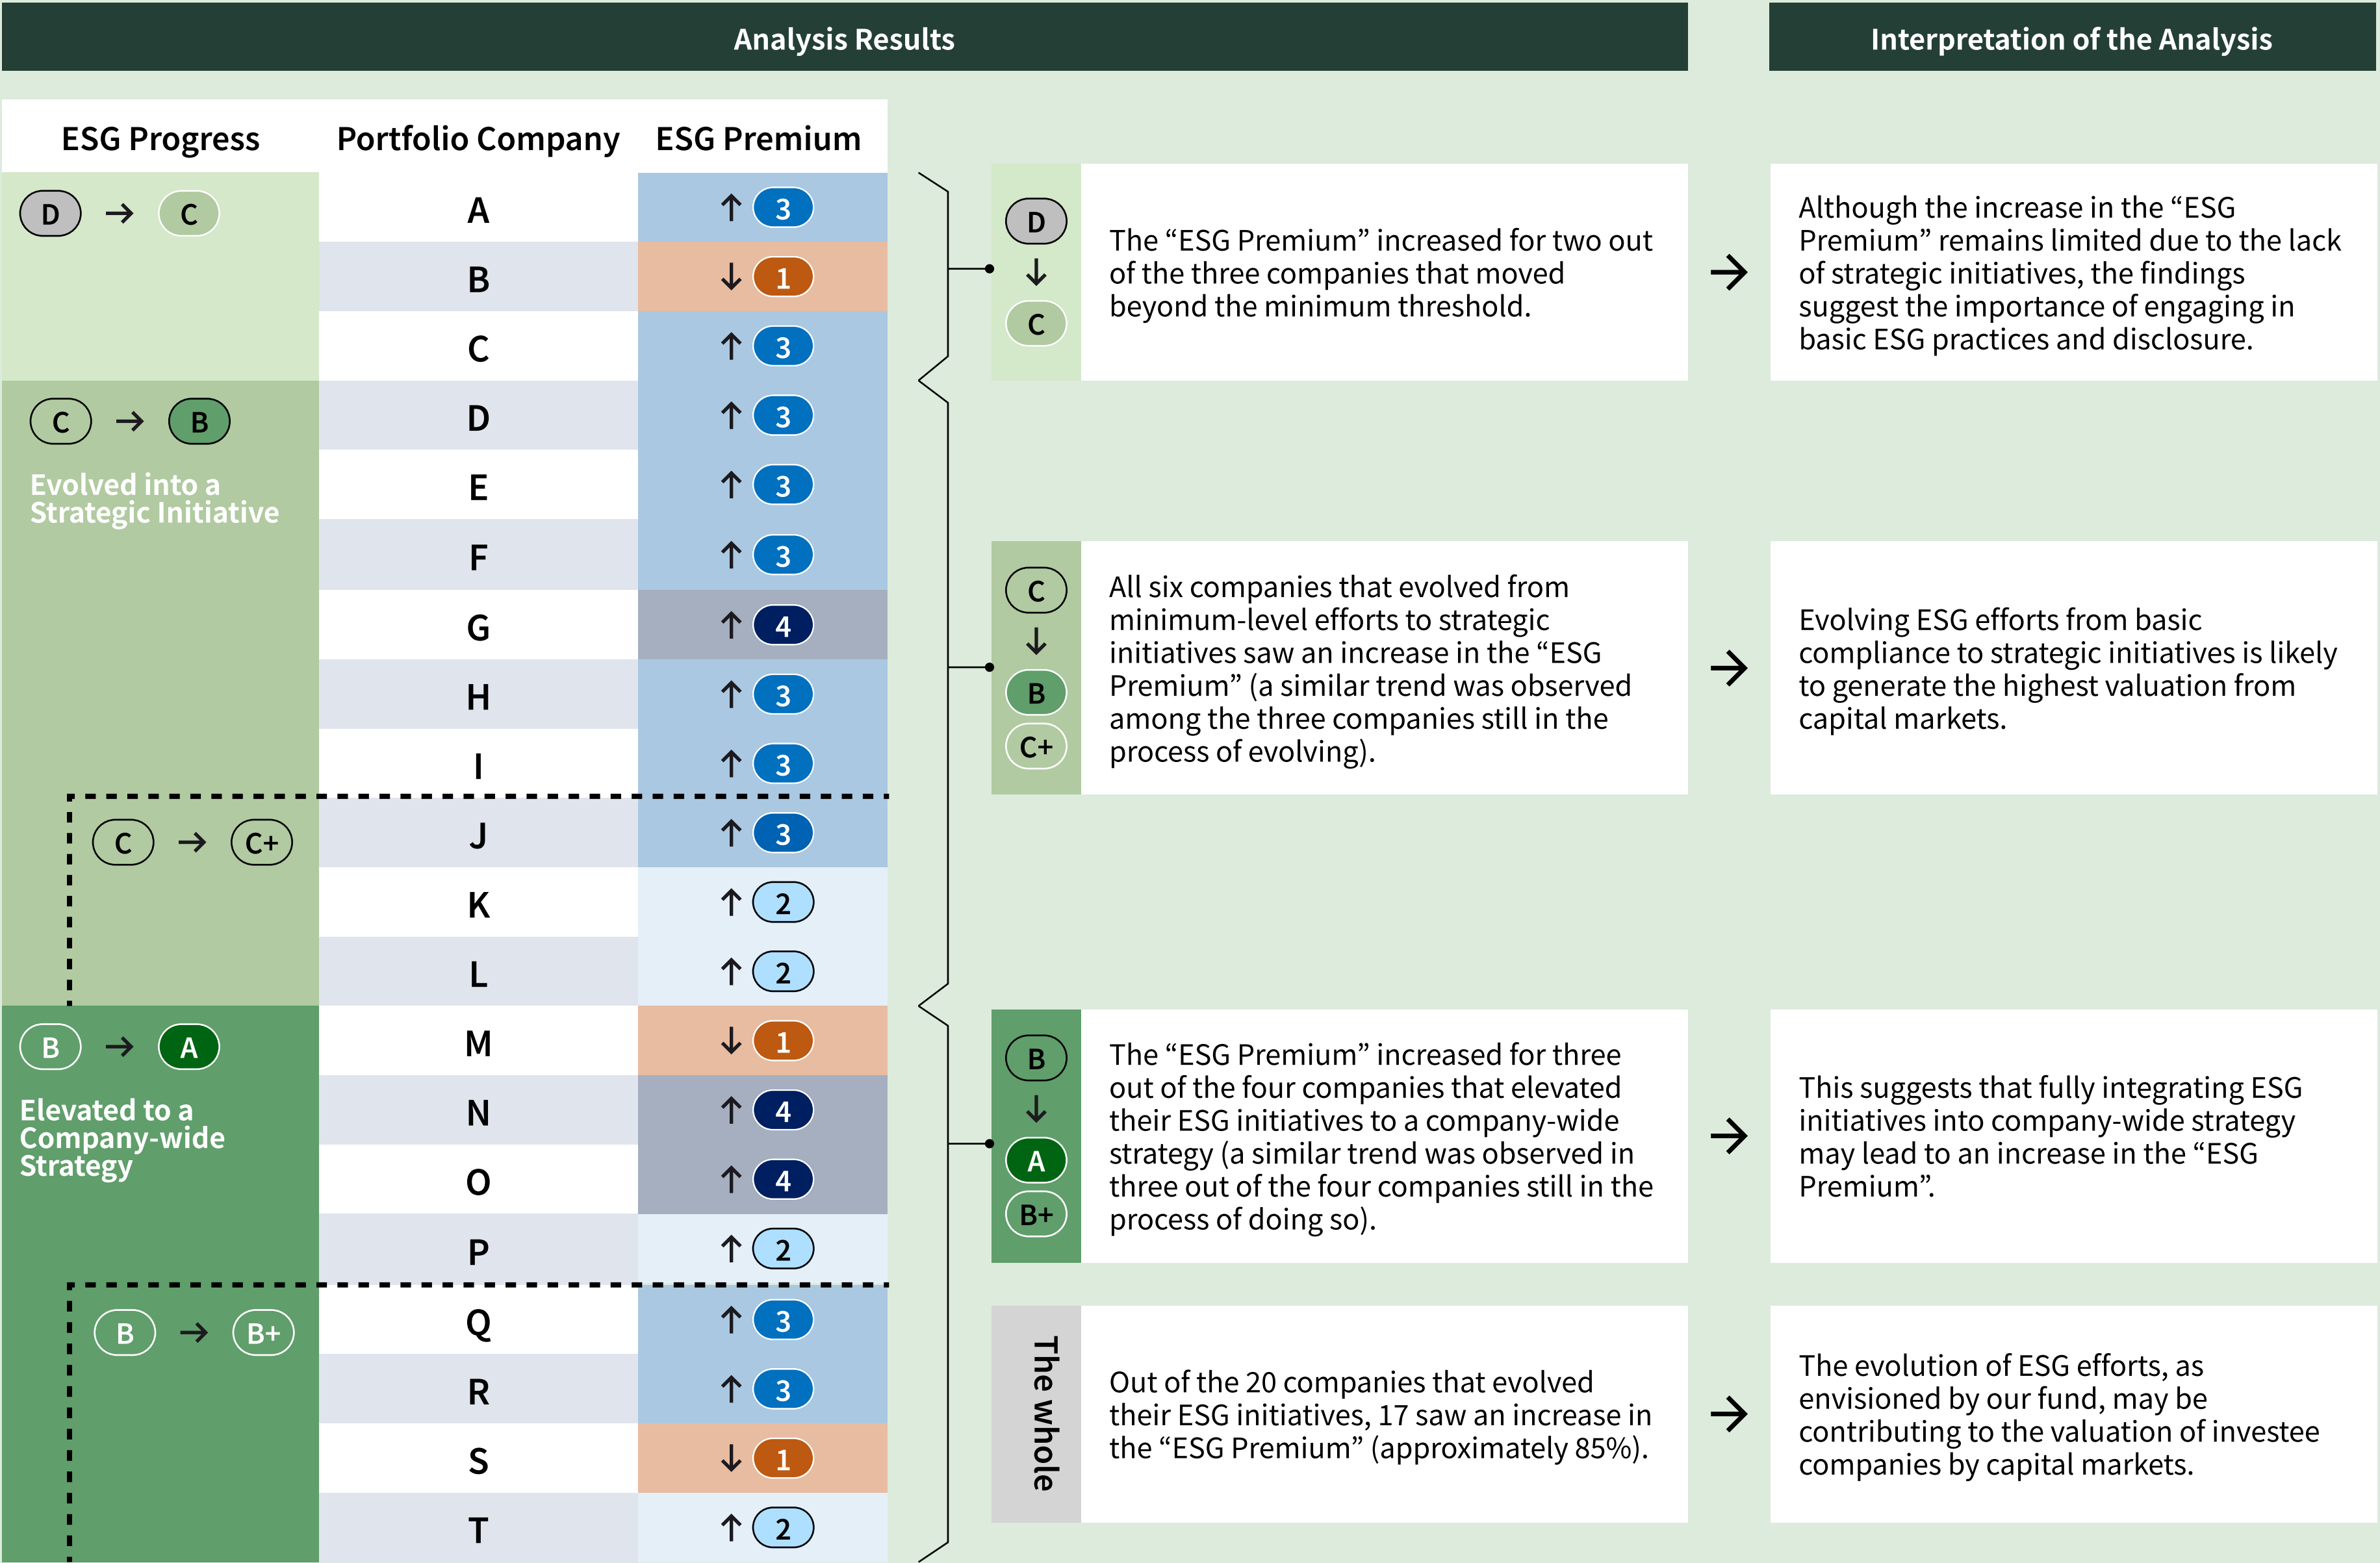 Analysis Results
Interpretation of the Analysis
ESG Progress
Portfolio Company
ESG Premium
D → C
A
↑ 3
B
↓ 1
C
↑ 3
C → B
Evolved into a
Strategic Initiative
D
↑ 3
E
↑ 3
F
↑ 3
G
↑ 4
H
↑ 3
I
↑ 3
C → C+
J
↑ 3
K
↑ 2
L
↑ 2
B → A
Elevated to a
Company-wide
Strategy
M
↓ 1
N
↑ 4
O
↑ 4
P
↑ 2
B → B+
Q
↑ 3
R
↑ 3
S
↓ 1
T
↑ 2
D
↓
C
The “ESG Premium” increased for two out
of the three companies that moved
beyond the minimum threshold.
→
Although the increase in the “ESG
Premium” remains limited due to the lack
of strategic initiatives, the findings
suggest the importance of engaging in
basic ESG practices and disclosure.
C
↓
B
C+
All six companies that evolved from
minimum-level efforts to strategic
initiatives saw an increase in the “ESG
Premium” (a similar trend was observed
among the three companies still in the
process of evolving).
→
Evolving ESG efforts from basic
compliance to strategic initiatives is likely
to generate the highest valuation from
capital markets.
B
↓
A
B+
The “ESG Premium” increased for three
out of the four companies that elevated
their ESG initiatives to a company-wide
strategy (a similar trend was observed in
three out of the four companies still in the
process of doing so).
→
This suggests that fully integrating ESG
initiatives into company-wide strategy
may lead to an increase in the “ESG
Premium”.
The whole
Out of the 20 companies that evolved
their ESG initiatives, 17 saw an increase in
the “ESG Premium” (approximately 85%).
→
The evolution of ESG efforts, as
envisioned by our fund, may be
contributing to the valuation of investee
companies by capital markets.